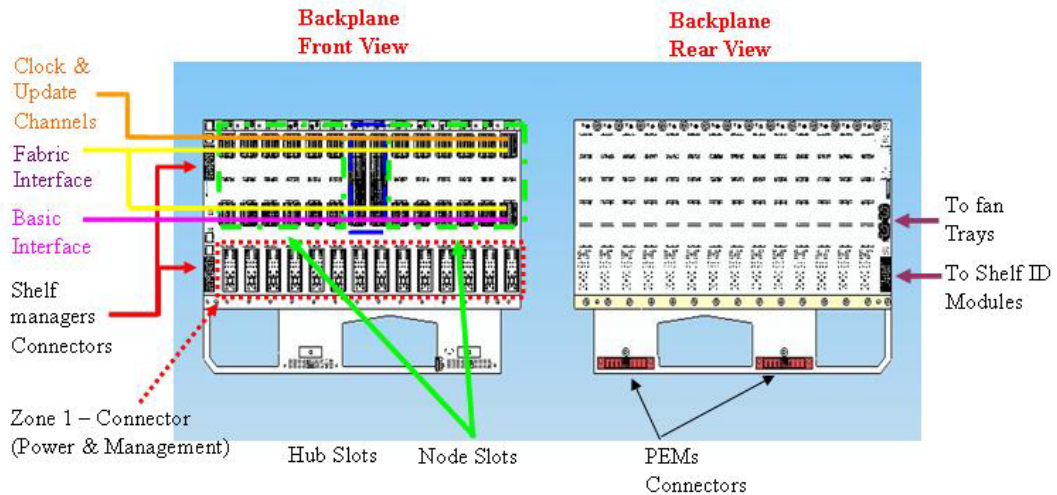 Backplane
Front View
Backplane
Rear View
Clock &
Update
Channels
Fabric
Interface
Basic
Interface
Shelf
managers
Connectors
Zone 1 – Connector
(Power & Management)
Hub Slots
Node Slots
PEMs
Connectors
To fan
Trays
To Shelf ID
Modules